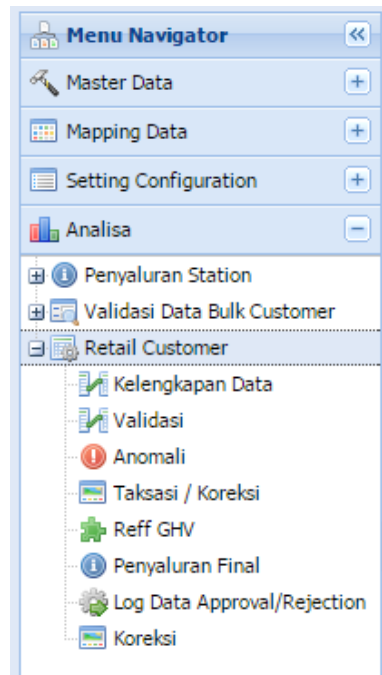 Menu Navigator
Master Data
Mapping Data
Setting Configuration
Analisa
Penyaluran Station
Validasi Data Bulk Customer
Retail Customer
Kelengkapan Data
Validasi
Anomali
Taksasi / Koreksi
Reff GHV
Penyaluran Final
Log Data Approval/Rejection
Koreksi